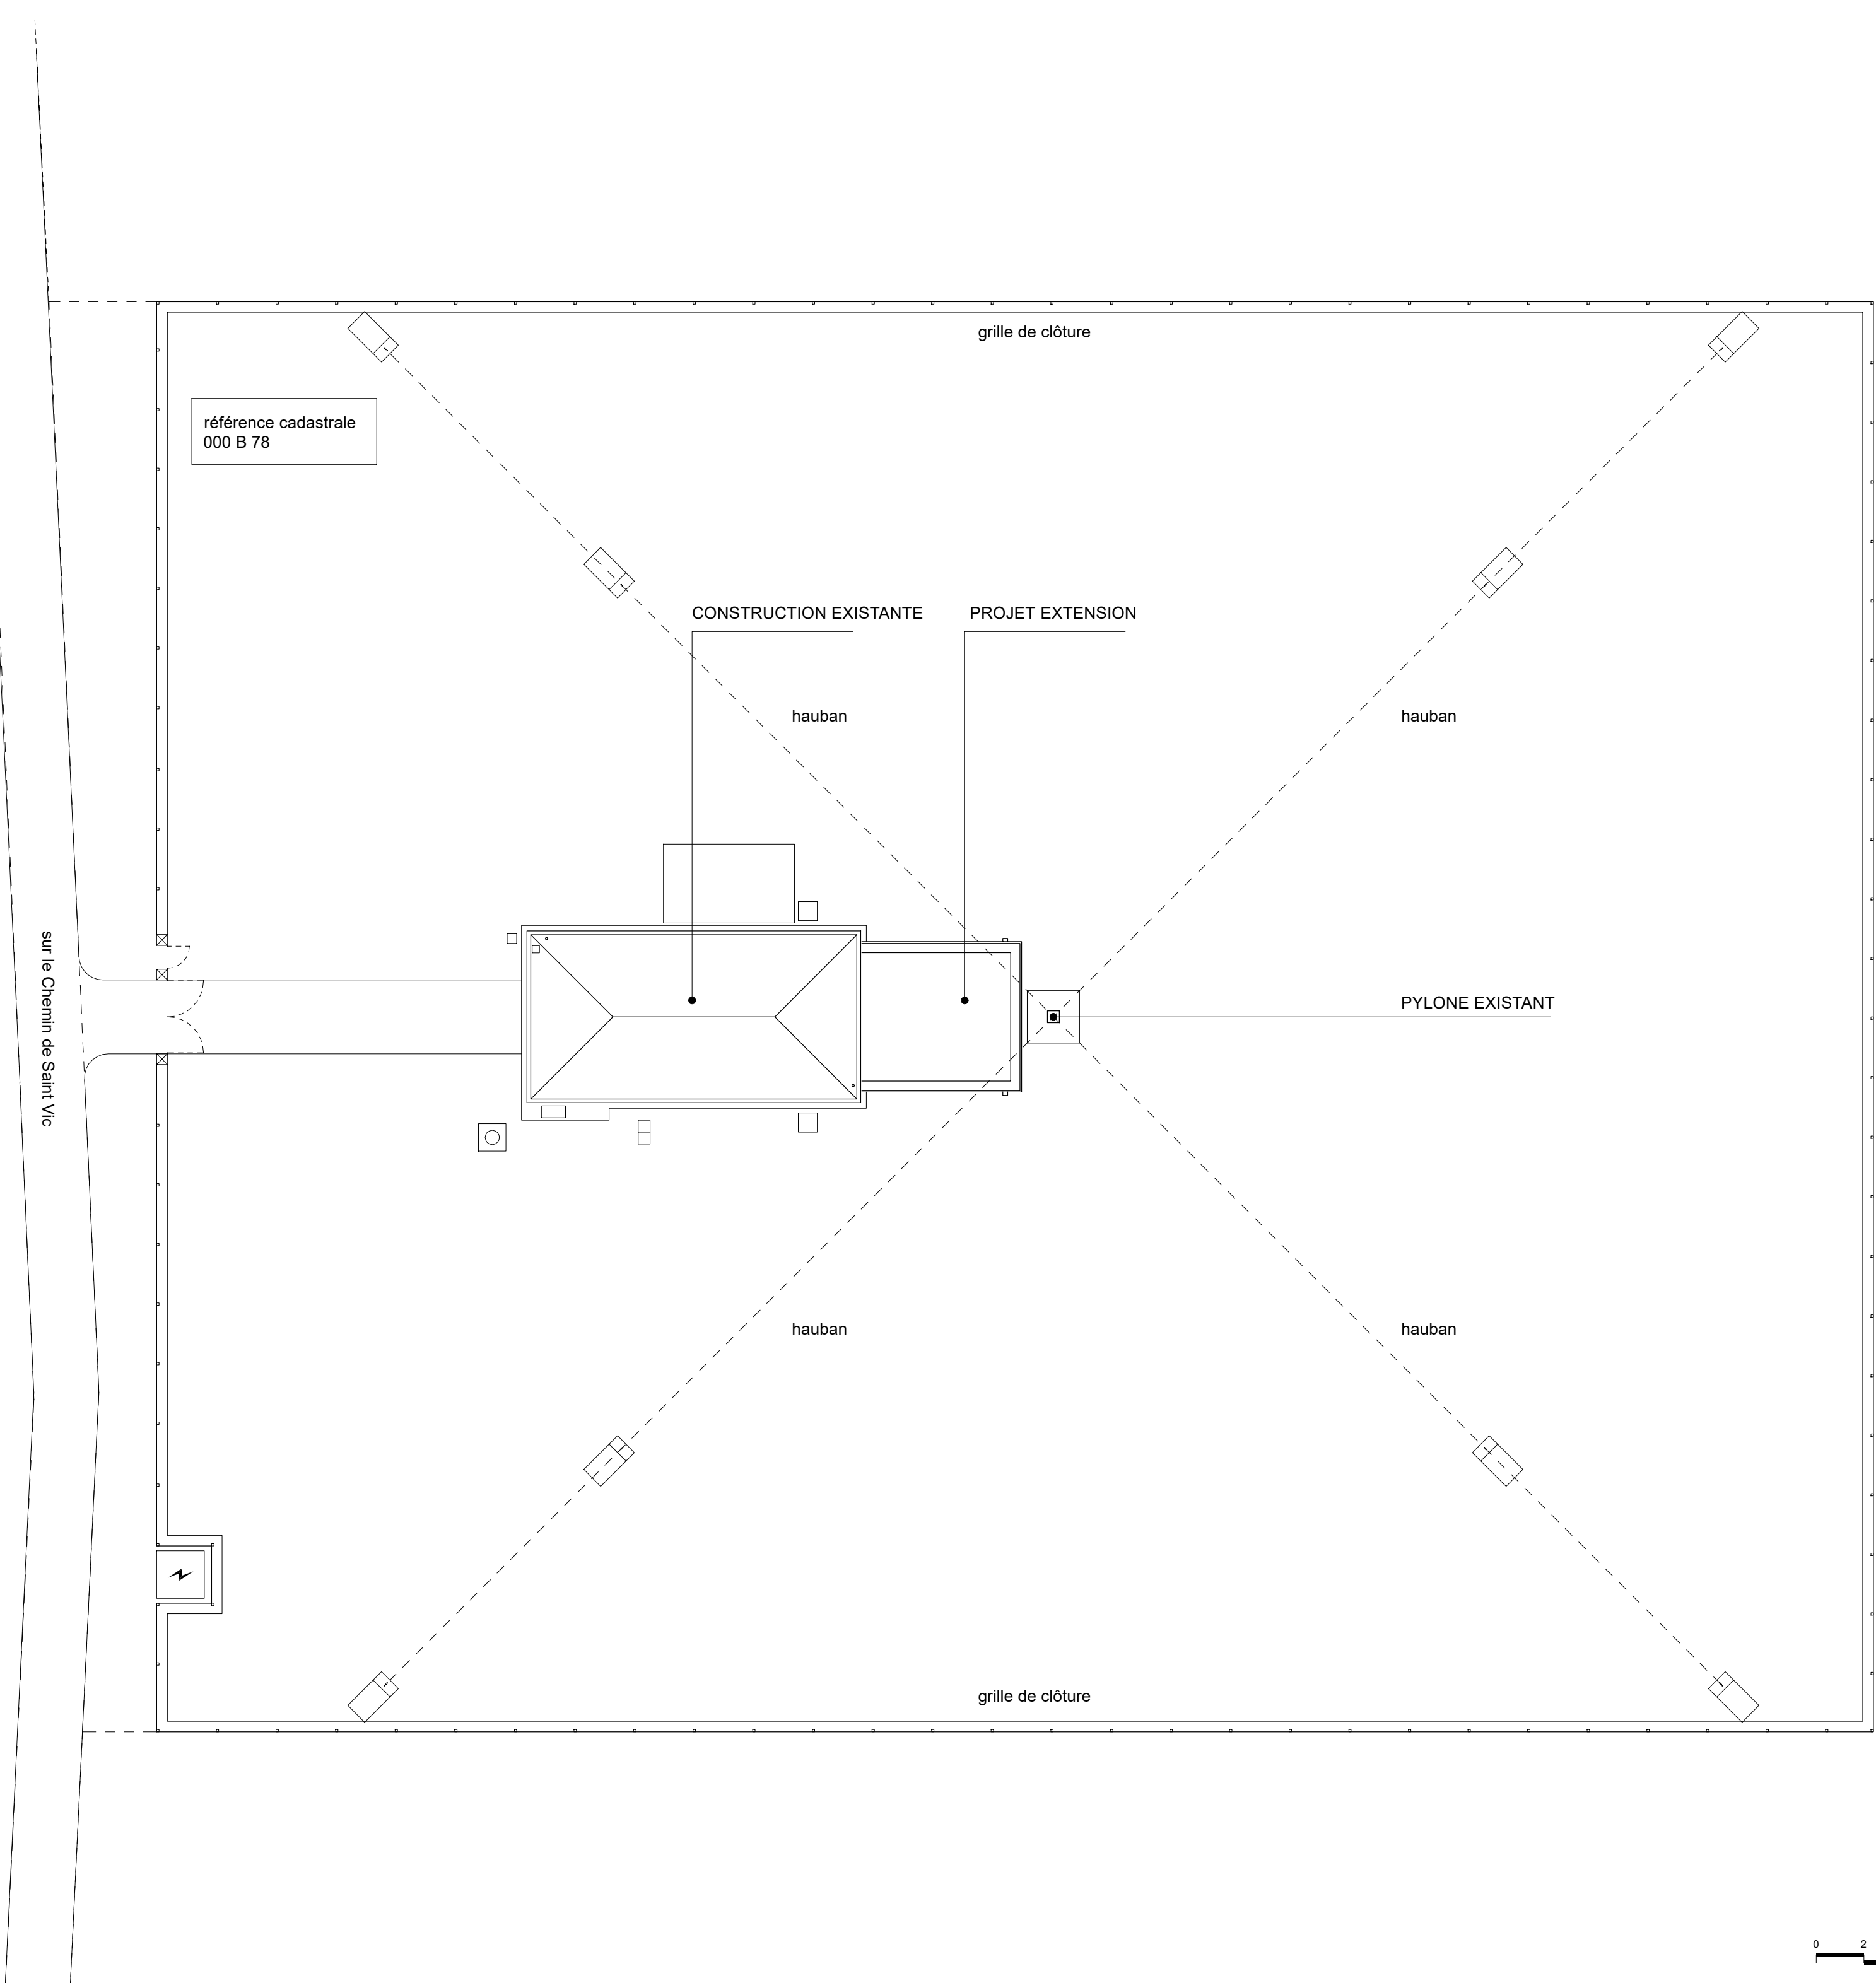 grille de clôture
référence cadastrale
000 B 78
CONSTRUCTION EXISTANTE
PROJET EXTENSION
hauban
hauban
sur le Chemin de Saint Vic
PYLONE EXISTANT
hauban
hauban
grille de clôture
0 2